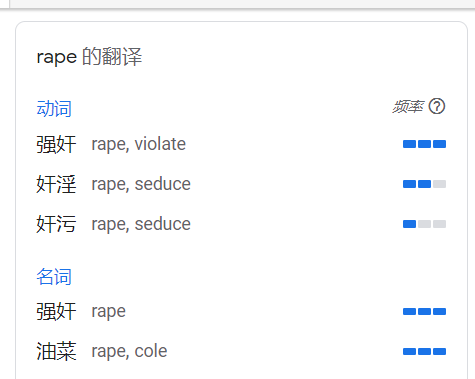 rape 的翻译
动词 频率 ?
强奸 rape, violate
奸淫 rape, seduce
奸污 rape, seduce
名词
强奸 rape
油菜 rape, cole